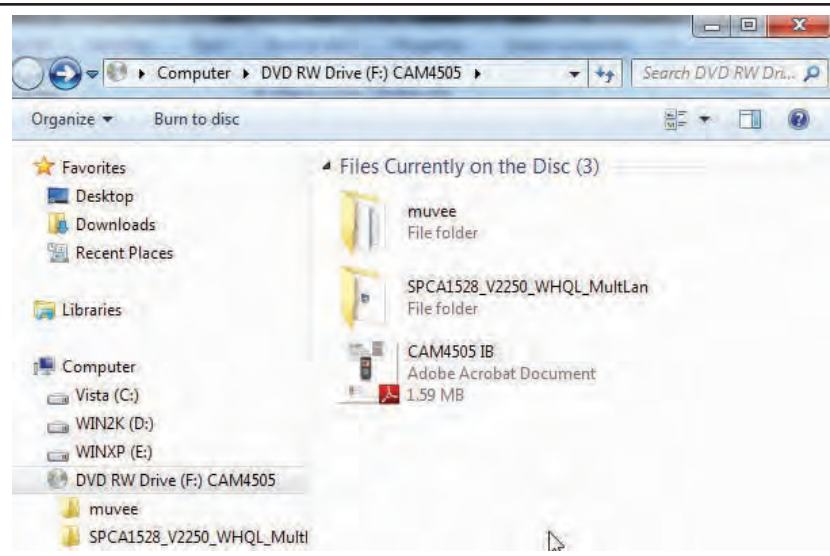 Computer DVD RW Drive (F:) CAM4505 Search DVD RW Dri...
Organize Burn to disc
Favorites
Desktop
Downloads
Recent Places
Libraries
Computer
Vista (C:)
WIN2K (D:)
WINXP (E:)
DVD RW Drive (F:) CAM4505
muvee
SPCA1528_V2250_WHQL_Multl
Files Currently on the Disc (3)
muvee
File folder
SPCA1528_V2250_WHQL_MultLan
File folder
CAM4505 IB
Adobe Acrobat Document
1.59 MB